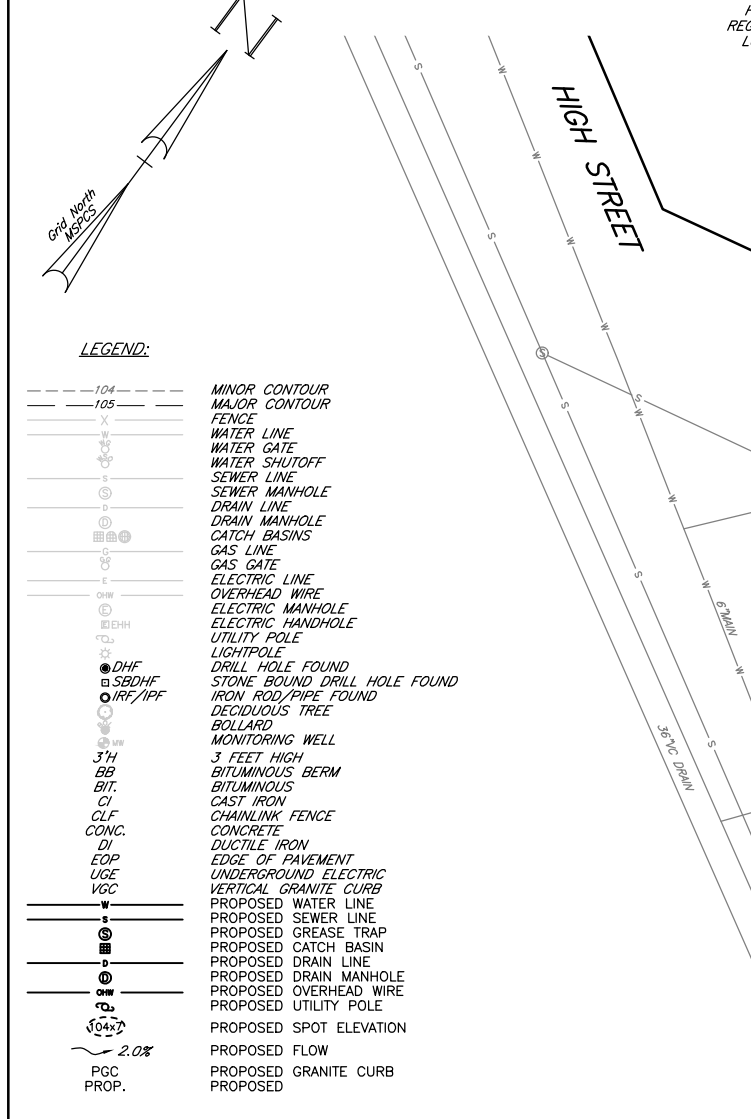 N
Grid North
MSPCS
HIGH STREET
S
W
W
S
W
W
S
S
S
W
W
S
W
6"MAIN
W
S
36"VC DRAIN
LEGEND:
104 MINOR CONTOUR
105 MAJOR CONTOUR
X FENCE
W WATER LINE
WATER GATE
WATER SHUTOFF
S SEWER LINE
S SEWER MANHOLE
D DRAIN LINE
D DRAIN MANHOLE
CATCH BASINS
G GAS LINE
GAS GATE
E ELECTRIC LINE
OHW OVERHEAD WIRE
E ELECTRIC MANHOLE
EHH ELECTRIC HANDHOLE
UTILITY POLE
LIGHTPOLE
DHF DRILL HOLE FOUND
SBDHF STONE BOUND DRILL HOLE FOUND
IRF/IPF IRON ROD/PIPE FOUND
DECIDUOUS TREE
BOLLARD
MW MONITORING WELL
3'H 3 FEET HIGH
BB BITUMINOUS BERM
BIT. BITUMINOUS
CI CAST IRON
CLF CHAINLINK FENCE
CONC. CONCRETE
DI DUCTILE IRON
EOP EDGE OF PAVEMENT
UGE UNDERGROUND ELECTRIC
VGC VERTICAL GRANITE CURB
W PROPOSED WATER LINE
S PROPOSED SEWER LINE
S PROPOSED GREASE TRAP
PROPOSED CATCH BASIN
D PROPOSED DRAIN LINE
D PROPOSED DRAIN MANHOLE
OHW PROPOSED OVERHEAD WIRE
PROPOSED UTILITY POLE
104x7 PROPOSED SPOT ELEVATION
2.0% PROPOSED FLOW
PGC PROPOSED GRANITE CURB
PROP. PROPOSED